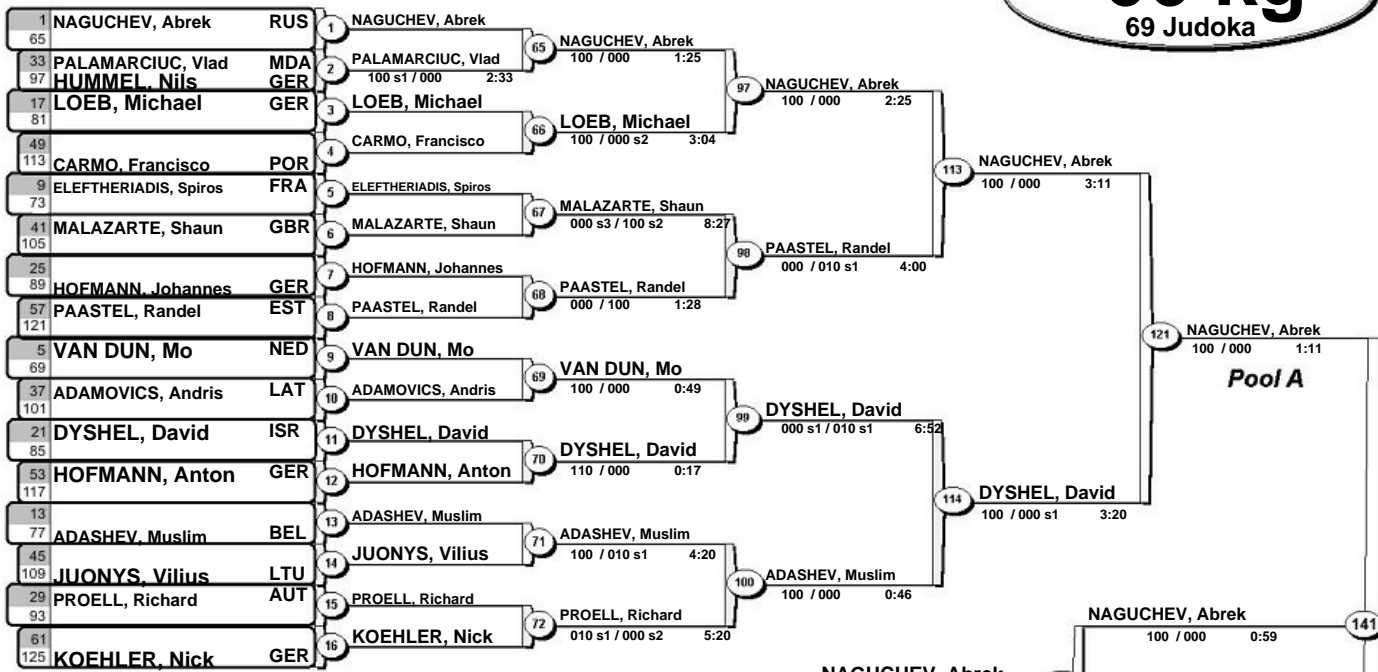 69 Judoka
1 NAGUCHEV, Abrek RUS
65
33 PALAMARCIUC, Vlad MDA
97 HUMMEL, Nils GER
17 LOEB, Michael GER
81
49
113 CARMO, Francisco POR
9 ELEFTHERIADIS, Spiros FRA
73
41 MALAZARTE, Shaun GBR
105
25
89 HOFMANN, Johannes GER
57 PAASTEL, Randel EST
121
5 VAN DUN, Mo NED
69
37 ADAMOVICS, Andris LAT
101
21 DYSHEL, David ISR
85
53 HOFMANN, Anton GER
117
13
77 ADASHEV, Muslim BEL
45
109 JUONYS, Vilius LTU
29 PROELL, Richard AUT
93
61
125 KOEHLER, Nick GER
1 NAGUCHEV, Abrek
2 PALAMARCIUC, Vlad
100 s1 / 000 2:33
3 LOEB, Michael
4 CARMO, Francisco
5 ELEFTHERIADIS, Spiros
6 MALAZARTE, Shaun
7 HOFMANN, Johannes
8 PAASTEL, Randel
9 VAN DUN, Mo
10 ADAMOVICS, Andris
11 DYSHEL, David
12 HOFMANN, Anton
13 ADASHEV, Muslim
14 JUONYS, Vilius
15 PROELL, Richard
16 KOEHLER, Nick
65 NAGUCHEV, Abrek
100 / 000 1:25
66 LOEB, Michael
100 / 000 s2 3:04
67 MALAZARTE, Shaun
000 s3 / 100 s2 8:27
68 PAASTEL, Randel
000 / 100 1:28
69 VAN DUN, Mo
100 / 000 0:49
70 DYSHEL, David
110 / 000 0:17
71 ADASHEV, Muslim
100 / 010 s1 4:20
72 PROELL, Richard
010 s1 / 000 s2 5:20
97 NAGUCHEV, Abrek
100 / 000 2:25
98 PAASTEL, Randel
000 / 010 s1 4:00
99 DYSHEL, David
000 s1 / 010 s1 6:52
100 ADASHEV, Muslim
100 / 000 0:46
113 NAGUCHEV, Abrek
100 / 000 3:11
114 DYSHEL, David
100 / 000 s1 3:20
121 NAGUCHEV, Abrek
100 / 000 1:11
Pool A
NAGUCHEV, Abrek
100 / 000 0:59
141
NAGUCHEV, Abrek